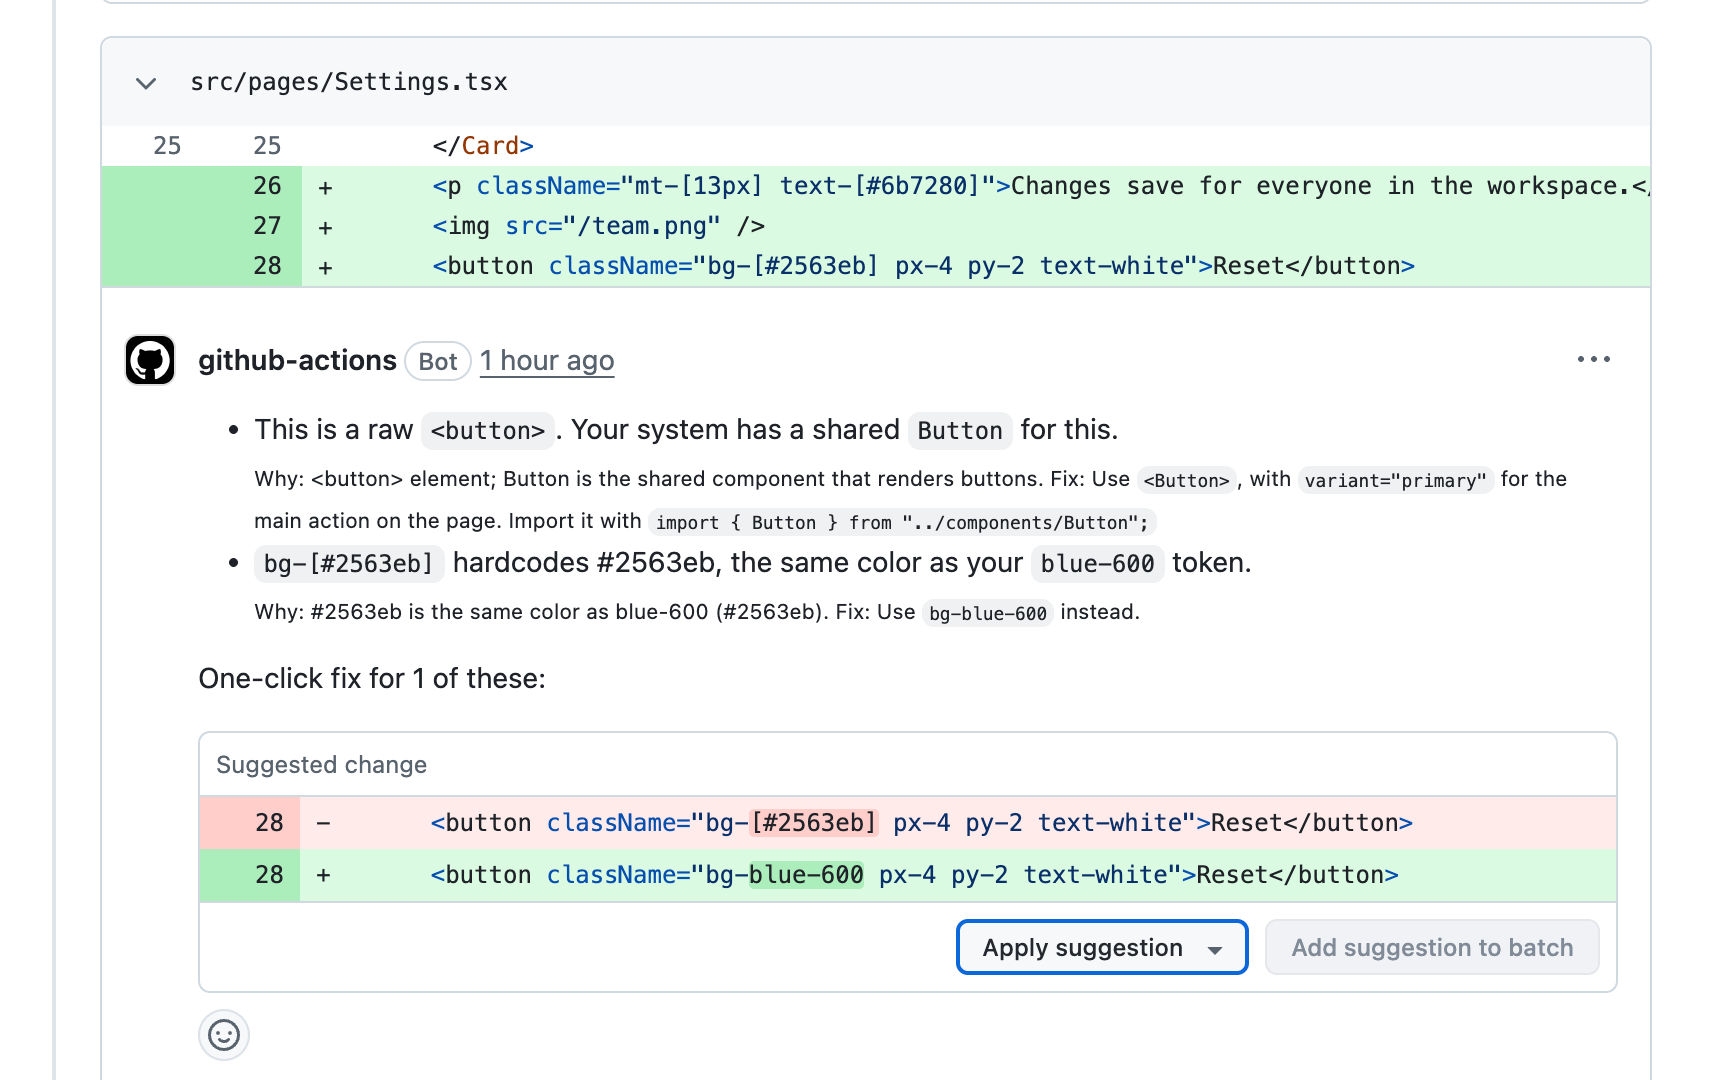 src/pages/Settings.tsx
25 25 </Card>
26 + <p className="mt-[13px] text-[#6b7280]">Changes save for everyone in the workspace.</
27 + <img src="/team.png" />
28 + <button className="bg-[#2563eb] px-4 py-2 text-white">Reset</button>
github-actions Bot 1 hour ago
• This is a raw <button>. Your system has a shared Button for this.
Why: <button> element; Button is the shared component that renders buttons. Fix: Use <Button>, with variant="primary" for the
main action on the page. Import it with import { Button } from "../components/Button";
• bg-[#2563eb] hardcodes #2563eb, the same color as your blue-600 token.
Why: #2563eb is the same color as blue-600 (#2563eb). Fix: Use bg-blue-600 instead.
One-click fix for 1 of these:
Suggested change
28 - <button className="bg-[#2563eb] px-4 py-2 text-white">Reset</button>
28 + <button className="bg-blue-600 px-4 py-2 text-white">Reset</button>
Apply suggestion Add suggestion to batch